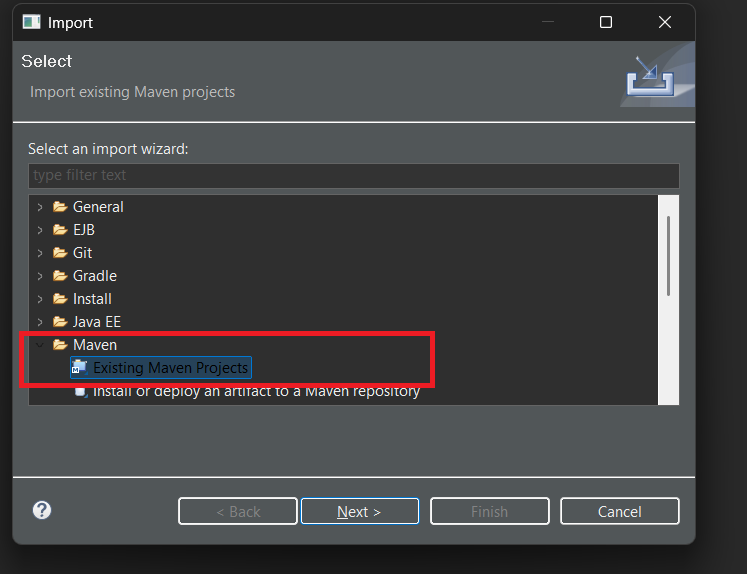 Import
Select
Import existing Maven projects
Select an import wizard:
type filter text
General
EJB
Git
Gradle
Install
Java EE
Maven
Existing Maven Projects
Install or deploy an artifact to a Maven repository
?
< Back
Next >
Finish
Cancel